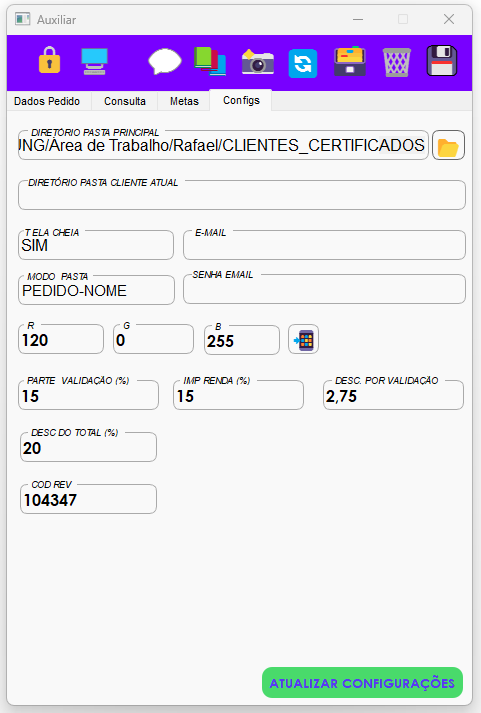 Auxiliar
Dados Pedido Consulta Metas Configs
DIRETÓRIO PASTA PRINCIPAL
JNG/Área de Trabalho/Rafael/CLIENTES_CERTIFICADOS
DIRETÓRIO PASTA CLIENTE ATUAL
TELA CHEIA E-MAIL
SIM
MODO PASTA SENHA EMAIL
PEDIDO-NOME
R G B
120 0 255
PARTE VALIDAÇÃO (%) IMP RENDA (%) DESC. POR VALIDAÇÃO
15 15 2,75
DESC DO TOTAL (%)
20
COD REV
104347
ATUALIZAR CONFIGURAÇÕES